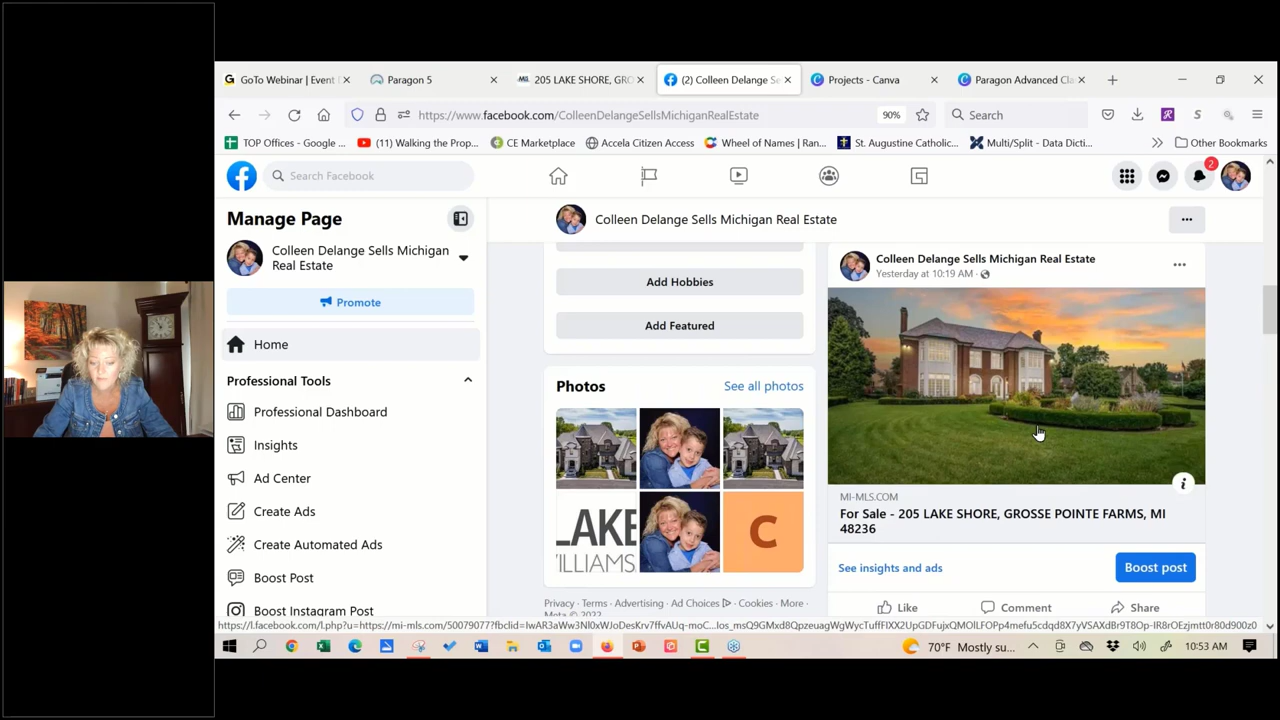 GoTo Webinar | Event
Paragon 5
205 LAKE SHORE, GRO
(2) Colleen Delange Se
Projects - Canva
Paragon Advanced Cla
https://www.facebook.com/ColleenDelangeSellsMichiganRealEstate
90%
Search
TOP Offices - Google ...
(11) Walking the Prop...
CE Marketplace
Accela Citizen Access
Wheel of Names | Ran...
St. Augustine Catholic...
Multi/Split - Data Dicti...
Other Bookmarks
Search Facebook
2
Manage Page
Colleen Delange Sells Michigan
Real Estate
Promote
Home
Professional Tools
Professional Dashboard
Insights
Ad Center
Create Ads
Create Automated Ads
Boost Post
Boost Instagram Post
Colleen Delange Sells Michigan Real Estate
Add Hobbies
Add Featured
Photos
See all photos
LAKE
WILLIAMS
C
Privacy · Terms · Advertising · Ad Choices · Cookies · More ·
Meta © 2022
Colleen Delange Sells Michigan Real Estate
Yesterday at 10:19 AM ·
MI-MLS.COM
For Sale - 205 LAKE SHORE, GROSSE POINTE FARMS, MI
48236
See insights and ads
Boost post
Like
Comment
Share
70°F Mostly su...
10:53 AM